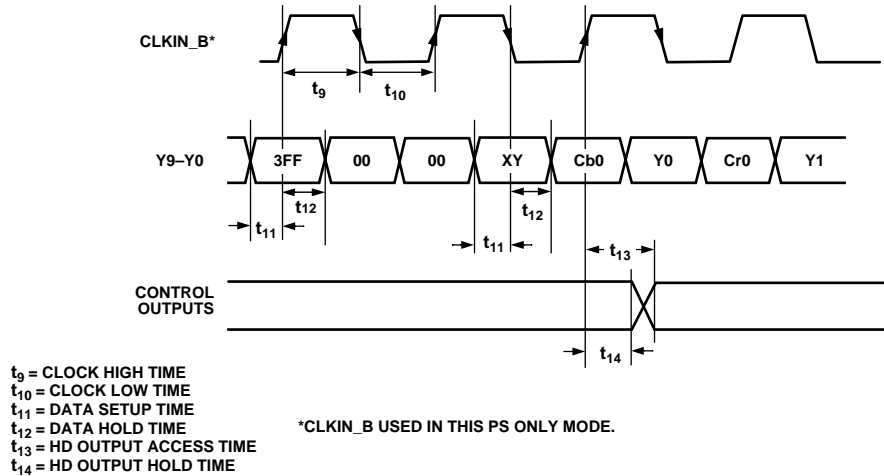 CLKIN_B*
t9 t10
Y9–Y0 3FF 00 00 XY Cb0 Y0 Cr0 Y1
t12 t12
t11 t11 t13
CONTROL
OUTPUTS
t14
t9 = CLOCK HIGH TIME
t10 = CLOCK LOW TIME
t11 = DATA SETUP TIME
t12 = DATA HOLD TIME
t13 = HD OUTPUT ACCESS TIME
t14 = HD OUTPUT HOLD TIME
*CLKIN_B USED IN THIS PS ONLY MODE.